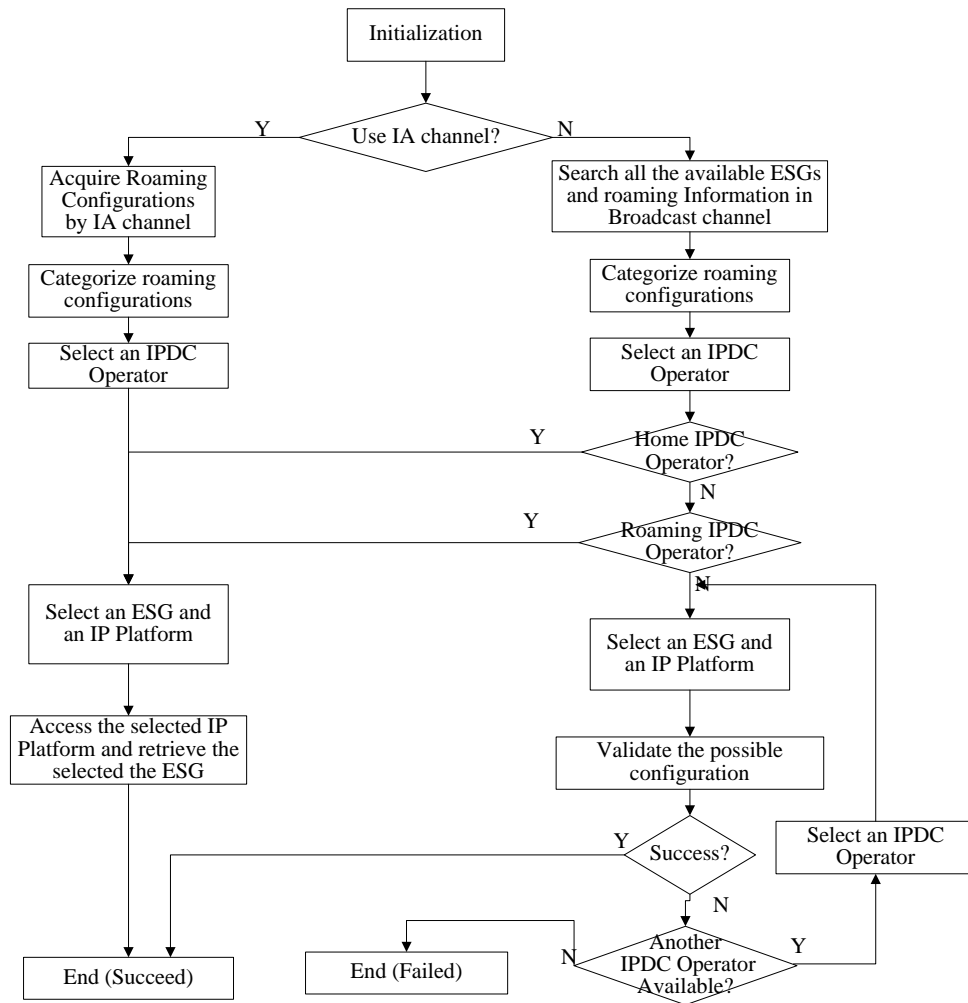 Initialization
Use IA channel?
Y
N
Acquire Roaming
Configurations
by IA channel
Search all the available ESGs
and roaming Information in
Broadcast channel
Categorize roaming
configurations
Categorize roaming
configurations
Select an IPDC
Operator
Select an IPDC
Operator
Home IPDC
Operator?
Y
N
Roaming IPDC
Operator?
Y
N
Select an ESG and
an IP Platform
Select an ESG and
an IP Platform
Access the selected IP
Platform and retrieve the
selected the ESG
Validate the possible
configuration
Success?
Y
N
Select an IPDC
Operator
Another
IPDC Operator
Available?
N
Y
End (Succeed)
End (Failed)